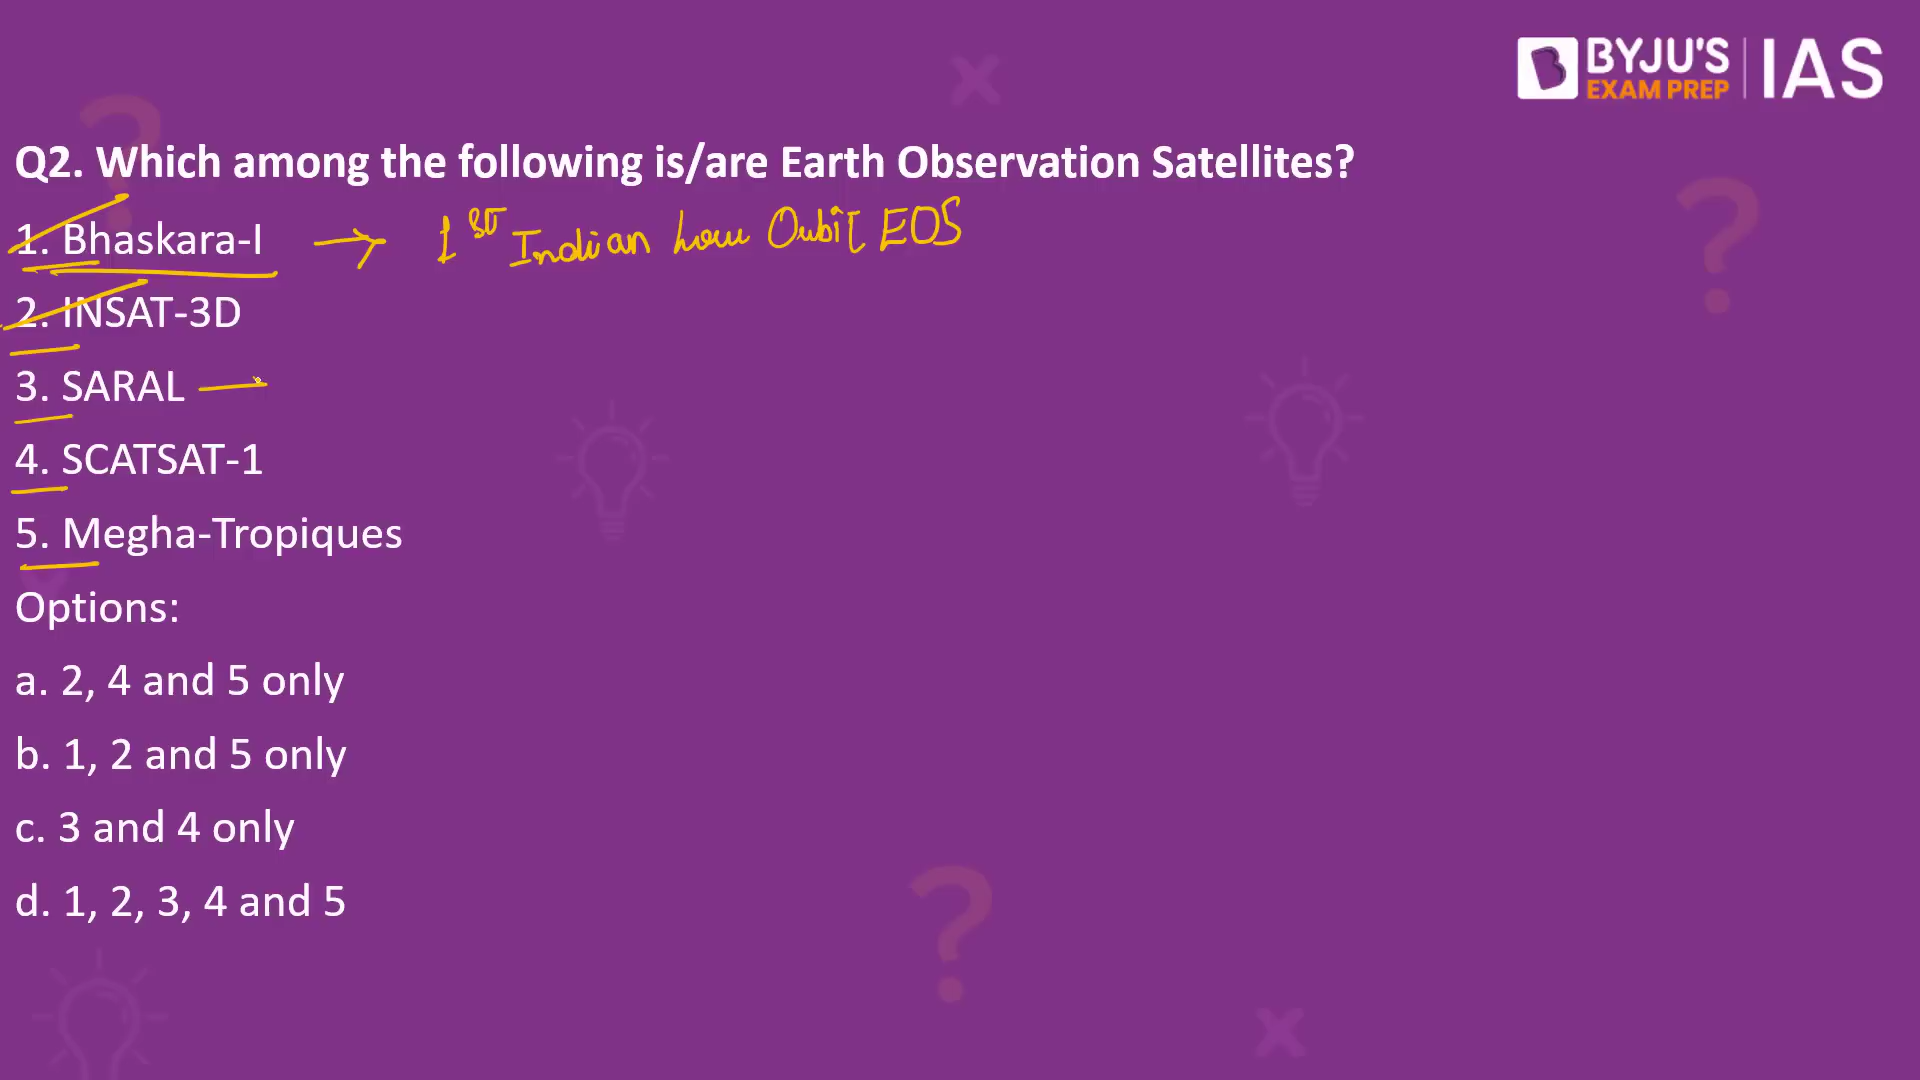 BYJU'S
EXAM PREP
IAS
Q2. Which among the following is/are Earth Observation Satellites?
1. Bhaskara-I → 1st Indian Low Orbit EOS
2. INSAT-3D
3. SARAL
4. SCATSAT-1
5. Megha-Tropiques
Options:
a. 2, 4 and 5 only
b. 1, 2 and 5 only
c. 3 and 4 only
d. 1, 2, 3, 4 and 5